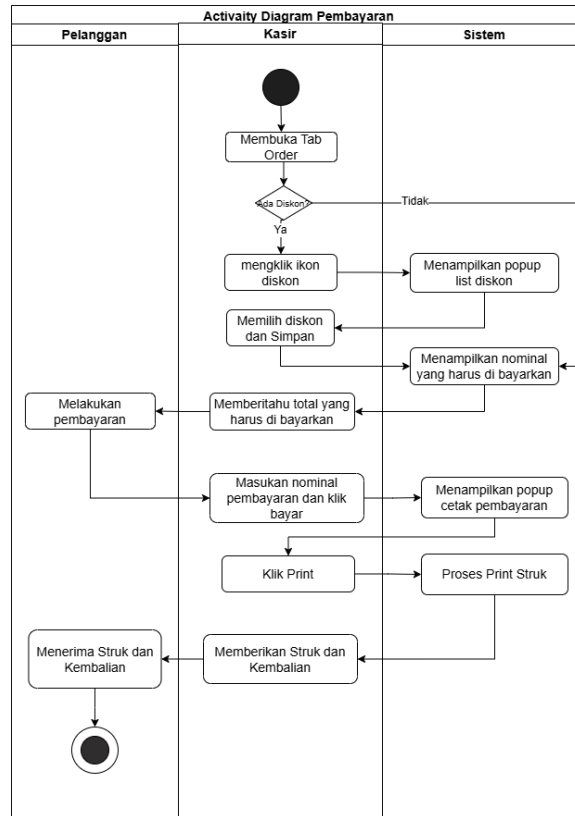 Activaity Diagram Pembayaran
Pelanggan
Kasir
Sistem
Membuka Tab
Order
Ada Diskon?
Tidak
Ya
mengklik ikon
diskon
Menampilkan popup
list diskon
Memilih diskon
dan Simpan
Menampilkan nominal
yang harus di bayarkan
Melakukan
pembayaran
Memberitahu total yang
harus di bayarkan
Masukan nominal
pembayaran dan klik
bayar
Menampilkan popup
cetak pembayaran
Klik Print
Proses Print Struk
Menerima Struk dan
Kembalian
Memberikan Struk dan
Kembalian